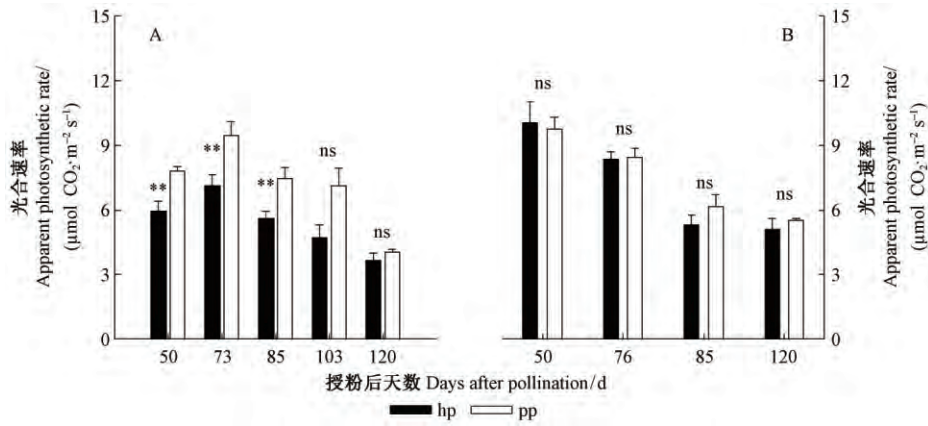 15
12
9
6
3
0
光合速率
Apparent photosynthetic rate/
(μmol CO₂·m⁻² s⁻¹)
A
**
**
**
ns
ns
50 73 85 103 120
B
ns
ns
ns
ns
50 76 85 120
15
12
9
6
3
0
光合速率
Apparent photosynthetic rate/
(μmol CO₂·m⁻² s⁻¹)
授粉后天数 Days after pollination/d
hp pp